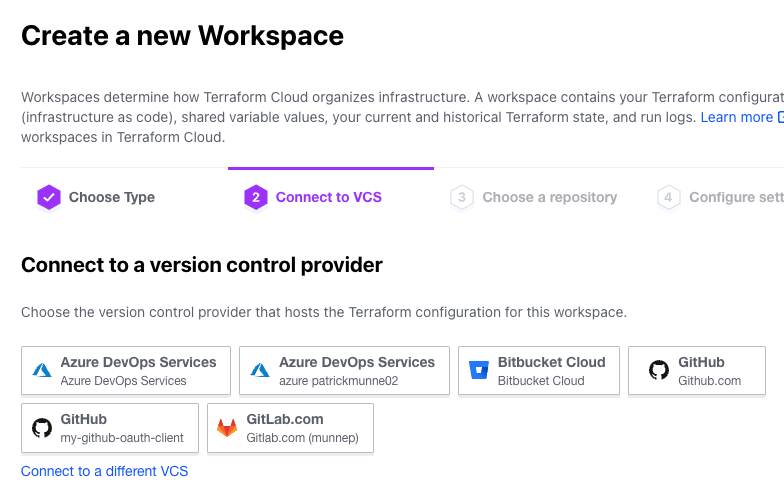 Create a new Workspace
Workspaces determine how Terraform Cloud organizes infrastructure. A workspace contains your Terraform
(infrastructure as code), shared variable values, your current and historical Terraform state, and run logs. Learn more
workspaces in Terraform Cloud.
Choose Type
2 Connect to VCS
3 Choose a repository
4 Configure
Connect to a version control provider
Choose the version control provider that hosts the Terraform configuration for this workspace.
Azure DevOps Services
Azure DevOps Services
Azure DevOps Services
azure patrickmunne02
Bitbucket Cloud
Bitbucket Cloud
GitHub
Github.com
GitHub
my-github-oauth-client
GitLab.com
Gitlab.com (munnep)
Connect to a different VCS